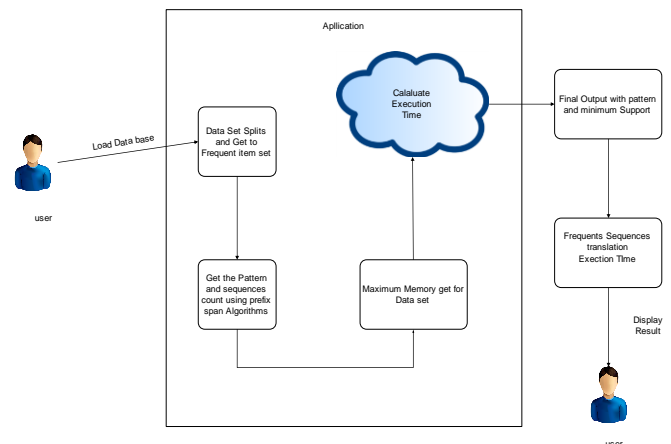 Apllication
Load Data base
user
Data Set Splits
and Get to
Frequent item set
Get the Pattern
and sequences
count using prefix
span Algorithms
Maximum Memory get for
Data set
Calaluate
Execution
Time
Final Output with pattern
and minimum Support
Frequents Sequences
translation
Exection TIme
Display
Result
user